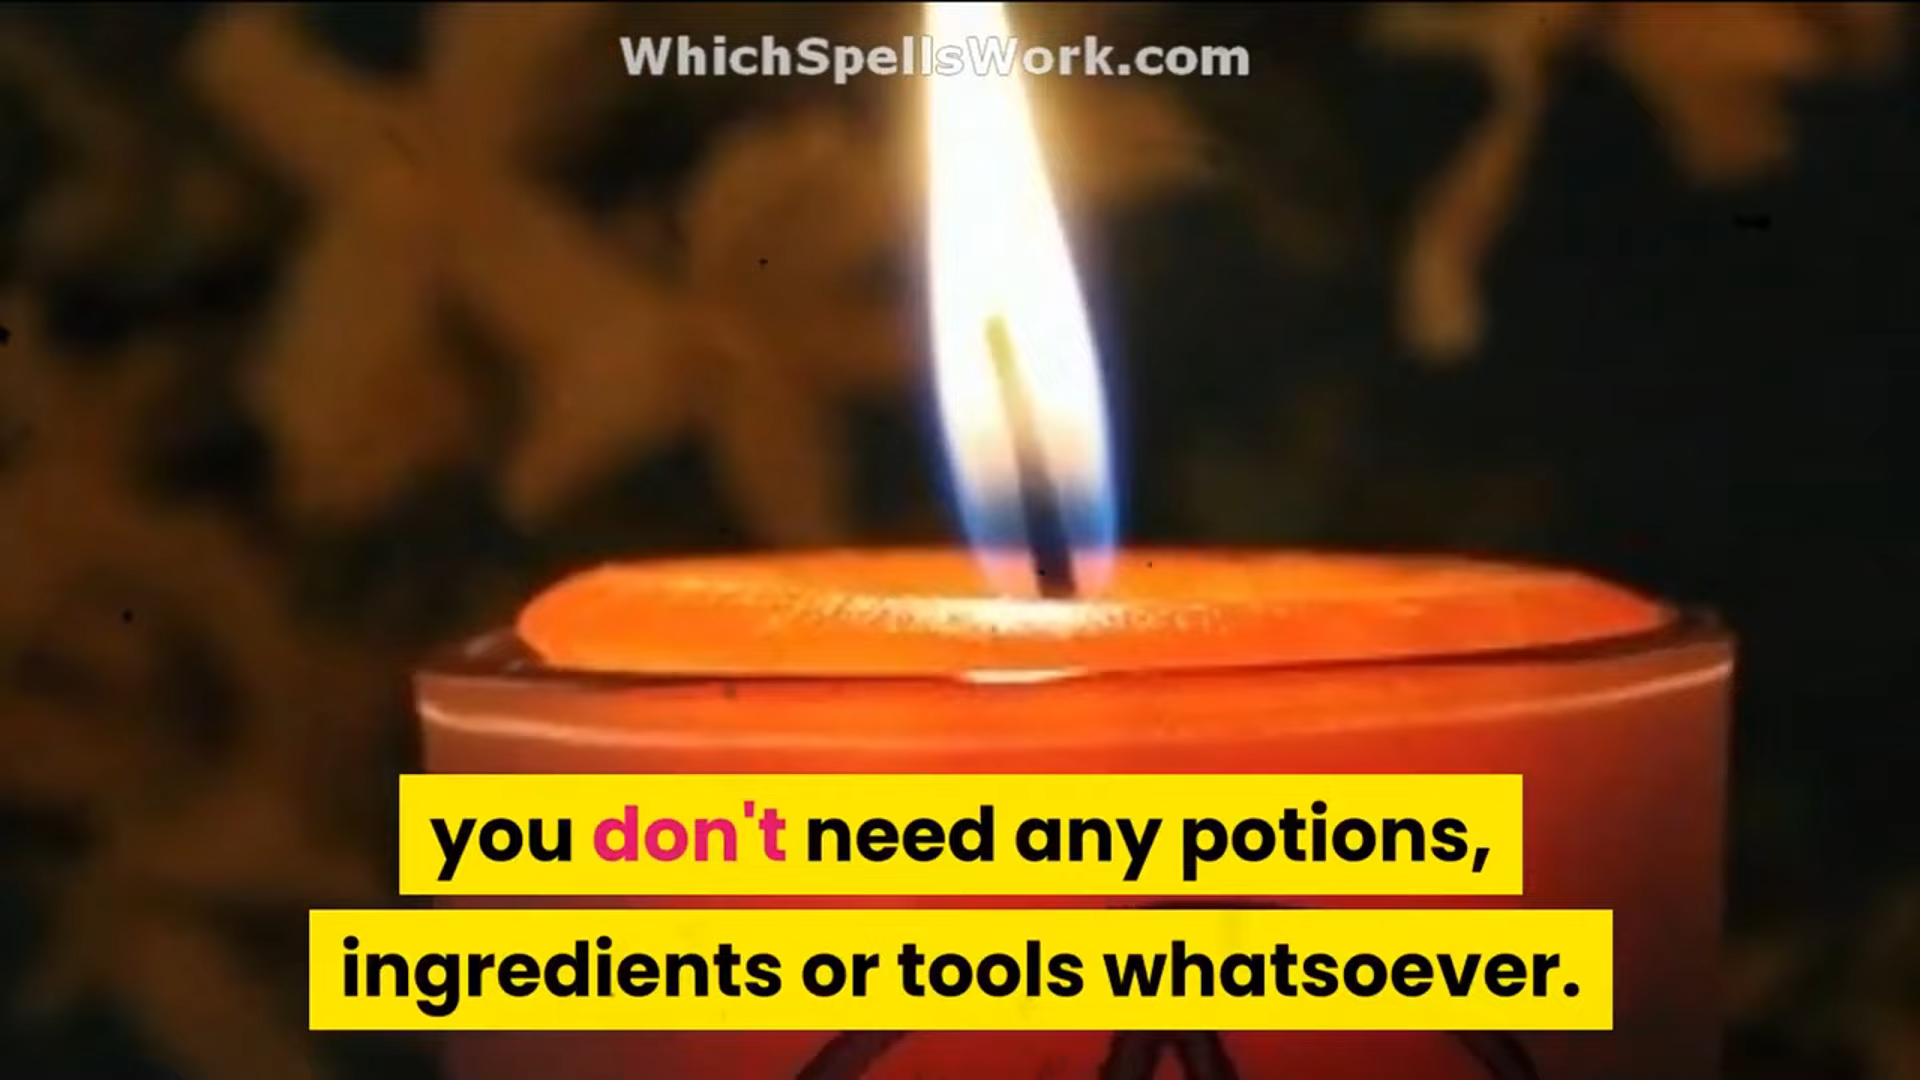 WhichSpellsWork.com
you don't need any potions,
ingredients or tools whatsoever.